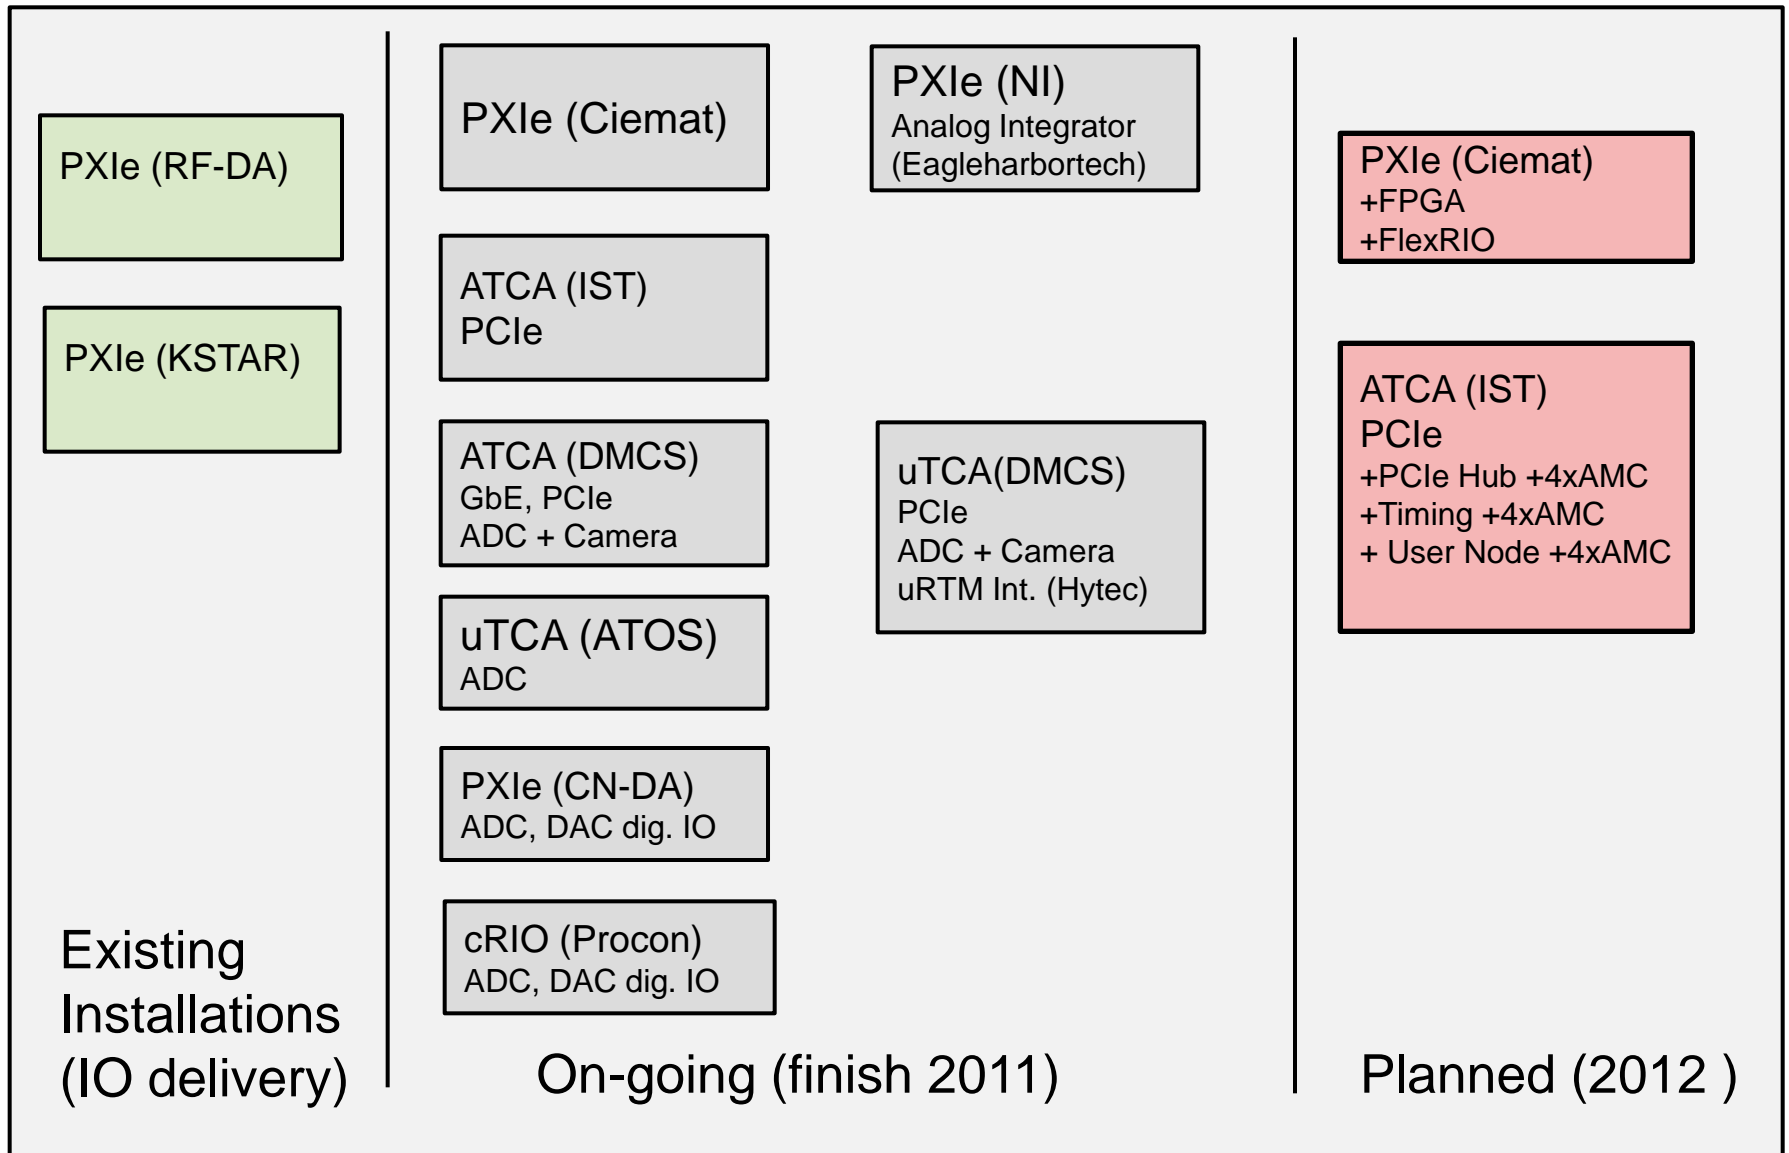 PXIe (RF-DA)
PXIe (KSTAR)
Existing
Installations
(IO delivery)
PXIe (Ciemat)
ATCA (IST)
PCIe
ATCA (DMCS)
GbE, PCIe
ADC + Camera
uTCA (ATOS)
ADC
PXIe (CN-DA)
ADC, DAC dig. IO
cRIO (Procon)
ADC, DAC dig. IO
PXIe (NI)
Analog Integrator
(Eagleharbortech)
uTCA(DMCS)
PCIe
ADC + Camera
uRTM Int. (Hytec)
On-going (finish 2011)
PXIe (Ciemat)
+FPGA
+FlexRIO
ATCA (IST)
PCIe
+PCIe Hub +4xAMC
+Timing +4xAMC
+ User Node +4xAMC
Planned (2012 )